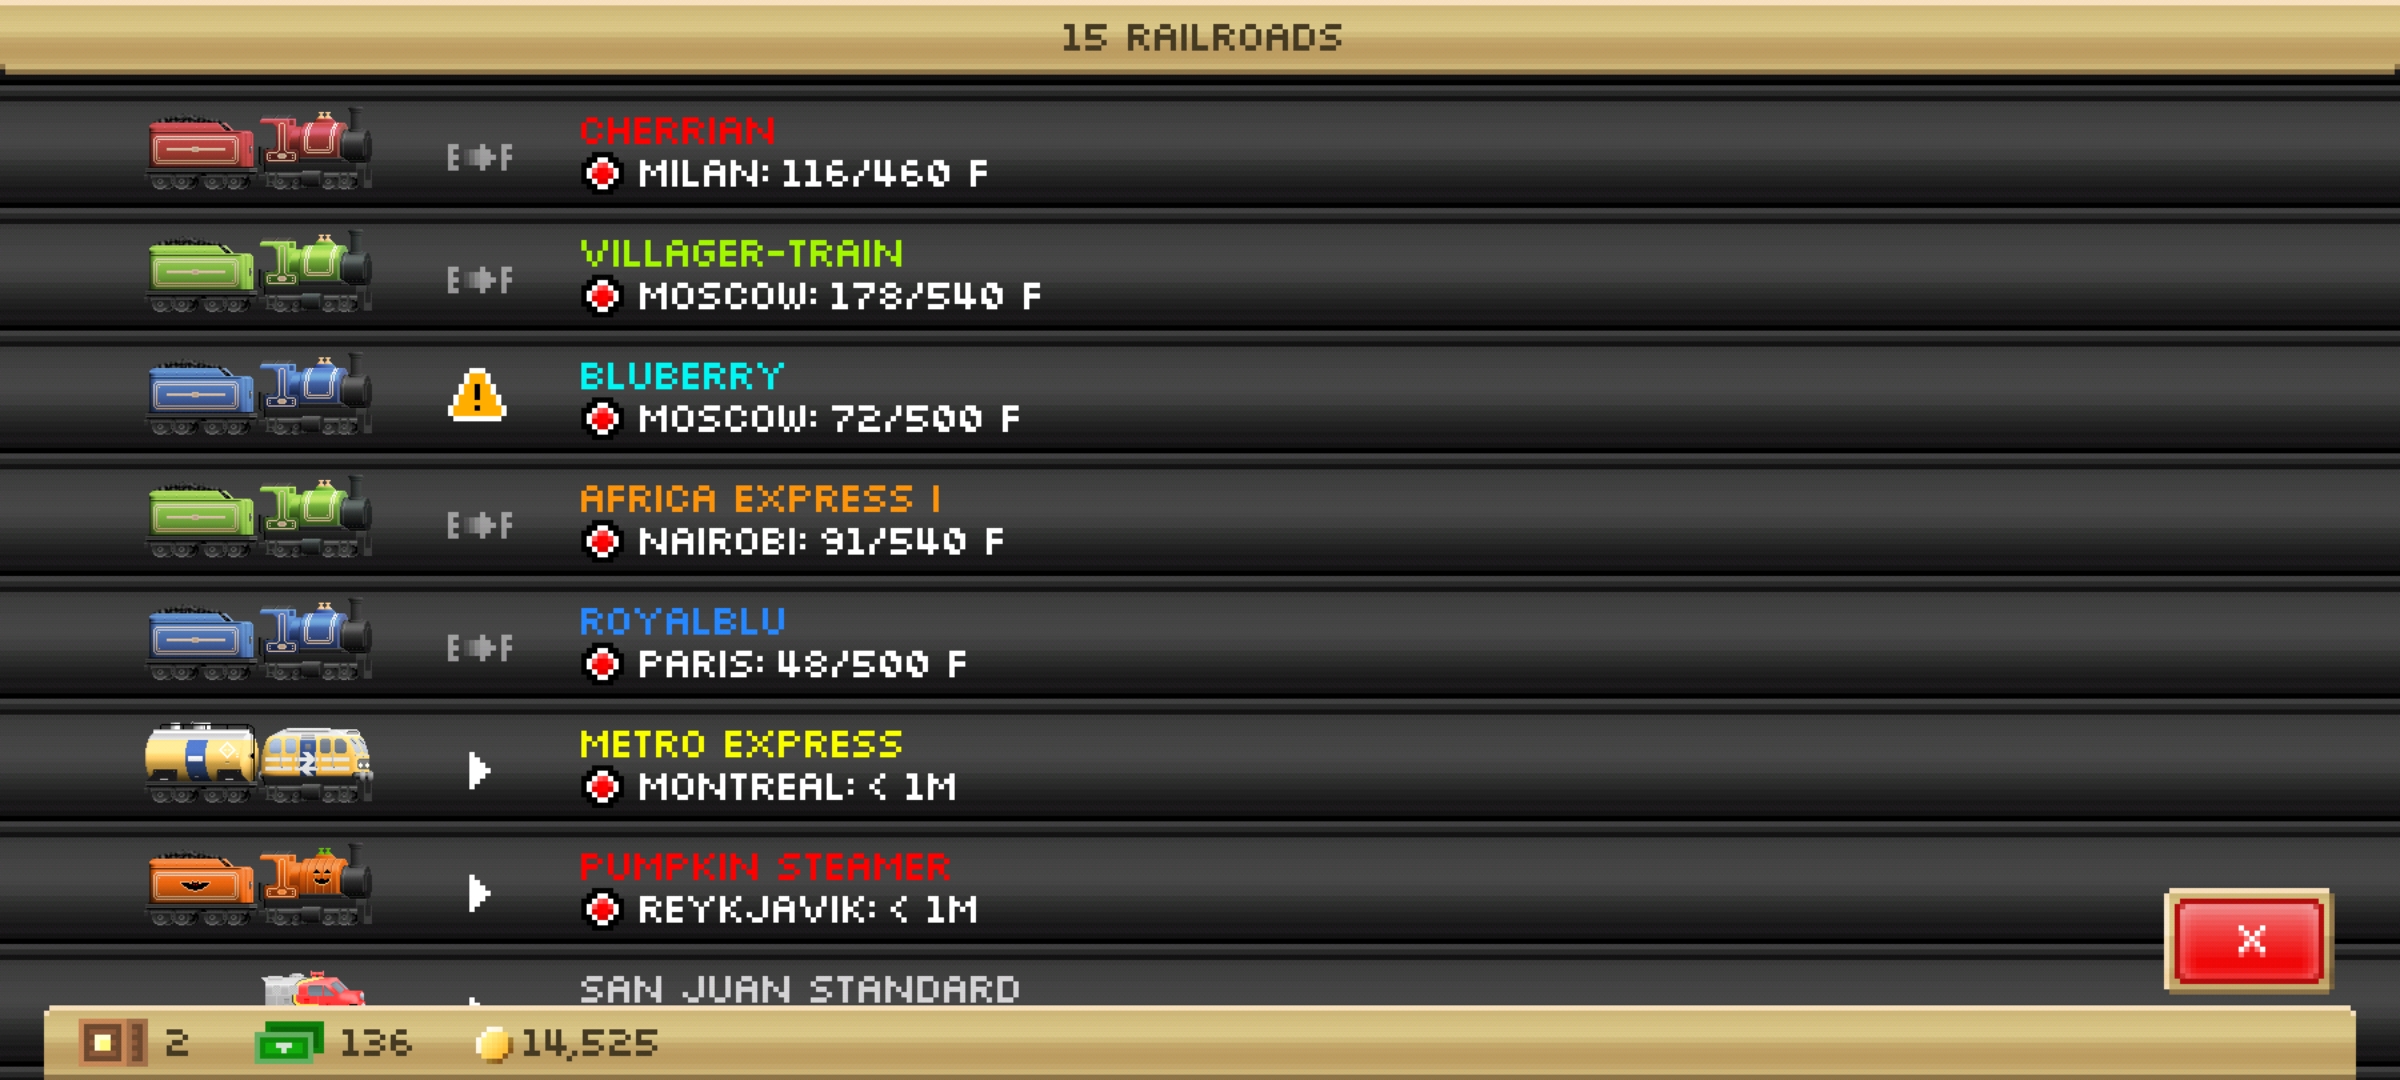 15 RAILROADS
CHERRIAN
E F MILAN: 116/460 F
VILLAGER-TRAIN
E F MOSCOW: 178/540 F
BLUBERRY
! MOSCOW: 72/500 F
AFRICA EXPRESS I
E F NAIROBI: 91/540 F
ROYALBLU
E F PARIS: 48/500 F
METRO EXPRESS
MONTREAL: < 1M
PUMPKIN STEAMER
REYKJAVIK: < 1M
X
SAN JUAN STANDARD
2 136 14,525